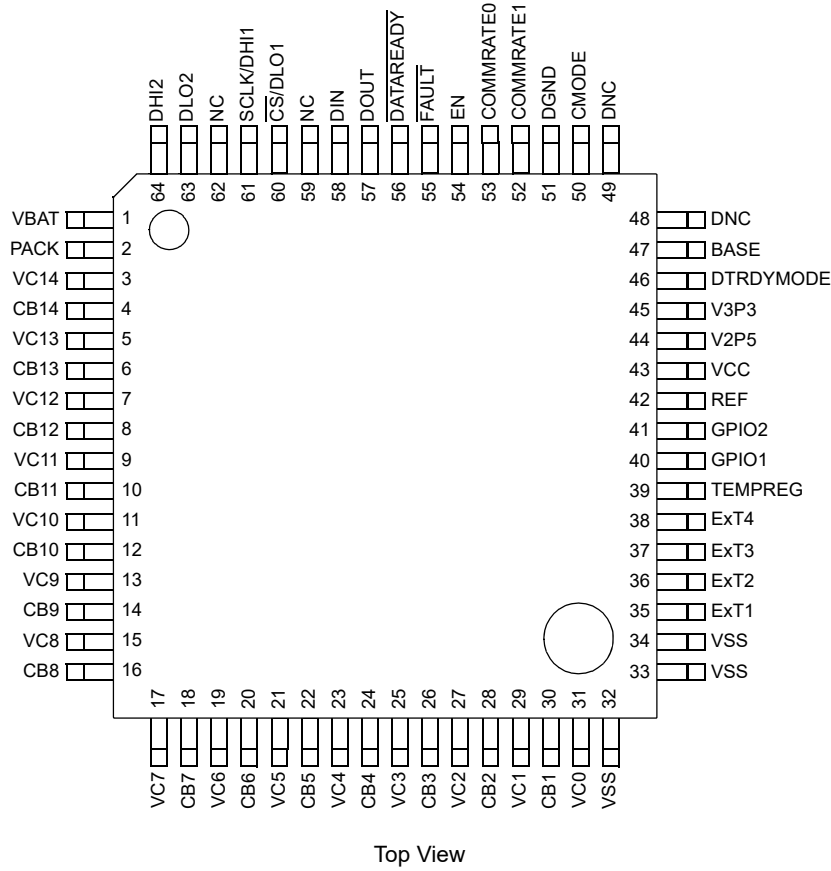 DHI2
DLO2
NC
SCLK/DHI1
CS/DLO1
NC
DIN
DOUT
DATAREADY
FAULT
EN
COMMRATE0
COMMRATE1
DGND
CMODE
DNC
64 63 62 61 60 59 58 57 56 55 54 53 52 51 50 49
VBAT 1
PACK 2
VC14 3
CB14 4
VC13 5
CB13 6
VC12 7
CB12 8
VC11 9
CB11 10
VC10 11
CB10 12
VC9 13
CB9 14
VC8 15
CB8 16
48 DNC
47 BASE
46 DTRDYMODE
45 V3P3
44 V2P5
43 VCC
42 REF
41 GPIO2
40 GPIO1
39 TEMPREG
38 ExT4
37 ExT3
36 ExT2
35 ExT1
34 VSS
33 VSS
17 18 19 20 21 22 23 24 25 26 27 28 29 30 31 32
VC7
CB7
VC6
CB6
VC5
CB5
VC4
CB4
VC3
CB3
VC2
CB2
VC1
CB1
VC0
VSS
Top View